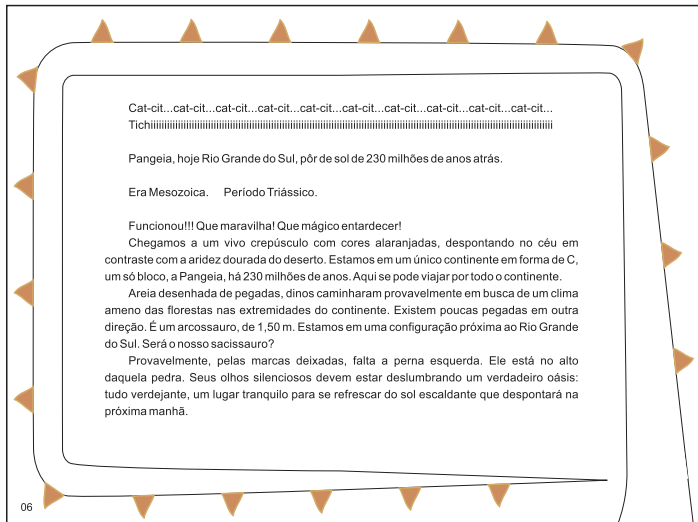 Cat-cit...cat-cit...cat-cit...cat-cit...cat-cit...cat-cit...cat-cit...cat-cit...cat-cit...cat-cit...
Tichiiiiiiiiiiiiiiiiiiiiiiiiiiiiiiiiiiiiiiiiiiiiiiiiiiiiiiiiiiiiiiiiiiiiiiiiiiiiiiiiiiiiiiiiiiiiiiiiiiiiiiiiiiiiiiiiiiiiiiiiiiiiiiiiiiiiiiiiiiii
Pangeia, hoje Rio Grande do Sul, pôr de sol de 230 milhões de anos atrás.
Era Mesozoica. Período Triássico.
Funcionou!!! Que maravilha! Que mágico entardecer!
Chegamos a um vivo crepúsculo com cores alaranjadas, despontando no céu em
contraste com a aridez dourada do deserto. Estamos em um único continente em forma de C,
um só bloco, a Pangeia, há 230 milhões de anos. Aqui se pode viajar por todo o continente.
Areia desenhada de pegadas, dinos caminharam provavelmente em busca de um clima
ameno das florestas nas extremidades do continente. Existem poucas pegadas em outra
direção. É um arcossauro, de 1,50 m. Estamos em uma configuração próxima ao Rio Grande
do Sul. Será o nosso sacissauro?
Provavelmente, pelas marcas deixadas, falta a perna esquerda. Ele está no alto
daquela pedra. Seus olhos silenciosos devem estar deslumbrando um verdadeiro oásis:
tudo verdejante, um lugar tranquilo para se refrescar do sol escaldante que despontará na
próxima manhã.
06